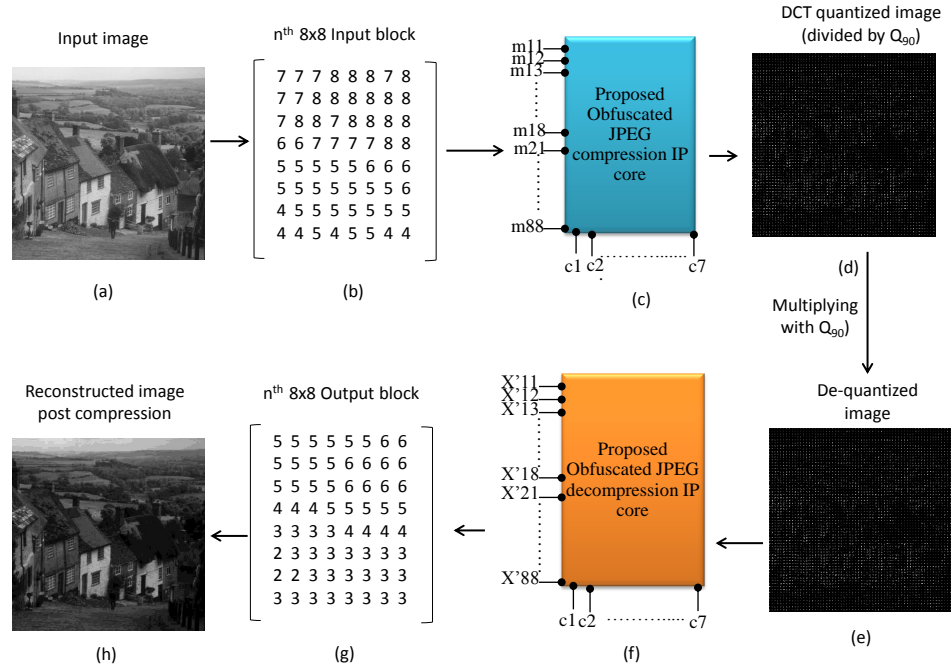 Input image
(a)
nth 8x8 Input block
7 7 7 8 8 8 7 8
7 7 8 8 8 8 8 8
7 8 8 7 8 8 8 8
6 6 7 7 7 7 8 8
5 5 5 5 5 6 6 6
5 5 5 5 5 5 5 6
4 5 5 5 5 5 5 5
4 4 5 4 5 5 4 4
(b)
m11
m12
m13
m18
m21
m88
Proposed
Obfuscated
JPEG
compression IP
core
c1 c2 c7
(c)
DCT quantized image
(divided by Q90)
(d)
Multiplying
with Q90)
De-quantized
image
(e)
X'11
X'12
X'13
X'18
X'21
X'88
Proposed
Obfuscated JPEG
decompression IP
core
c1 c2 c7
(f)
nth 8x8 Output block
5 5 5 5 5 5 6 6
5 5 5 5 6 6 6 6
5 5 5 5 6 6 6 6
4 4 4 5 5 5 5 5
3 3 3 3 4 4 4 4
2 3 3 3 3 3 3 3
2 2 3 3 3 3 3 3
3 3 3 3 3 3 3 3
(g)
Reconstructed image
post compression
(h)